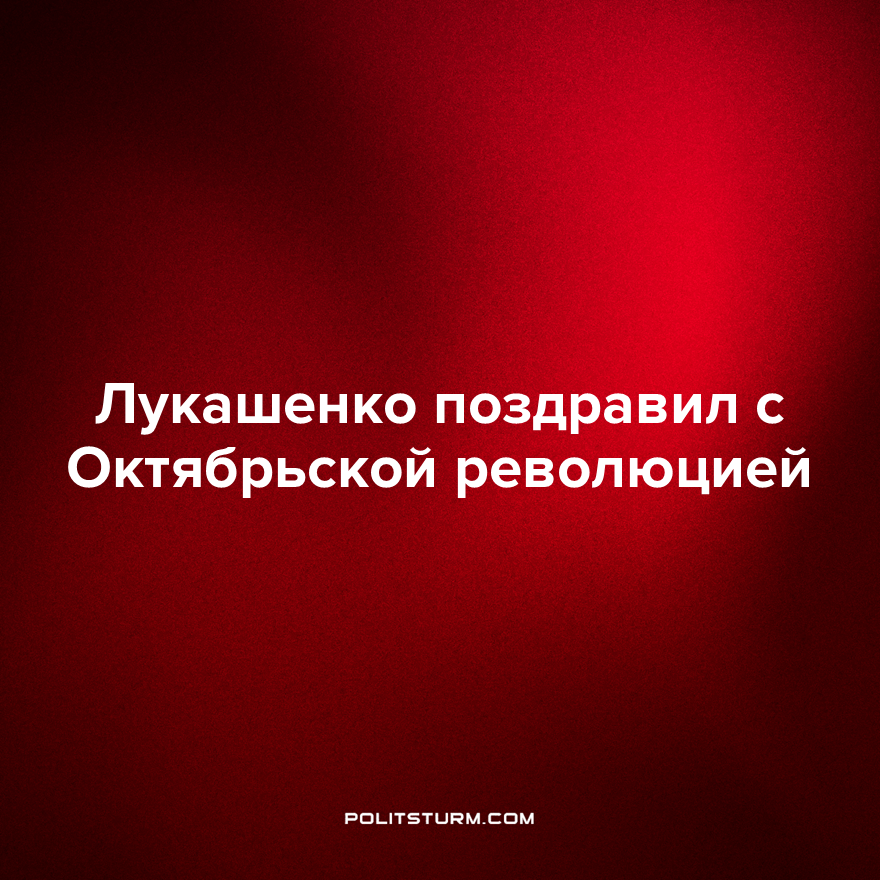 Лукашенко поздравил с
Октябрьской революцией
POLITSTURM.COM